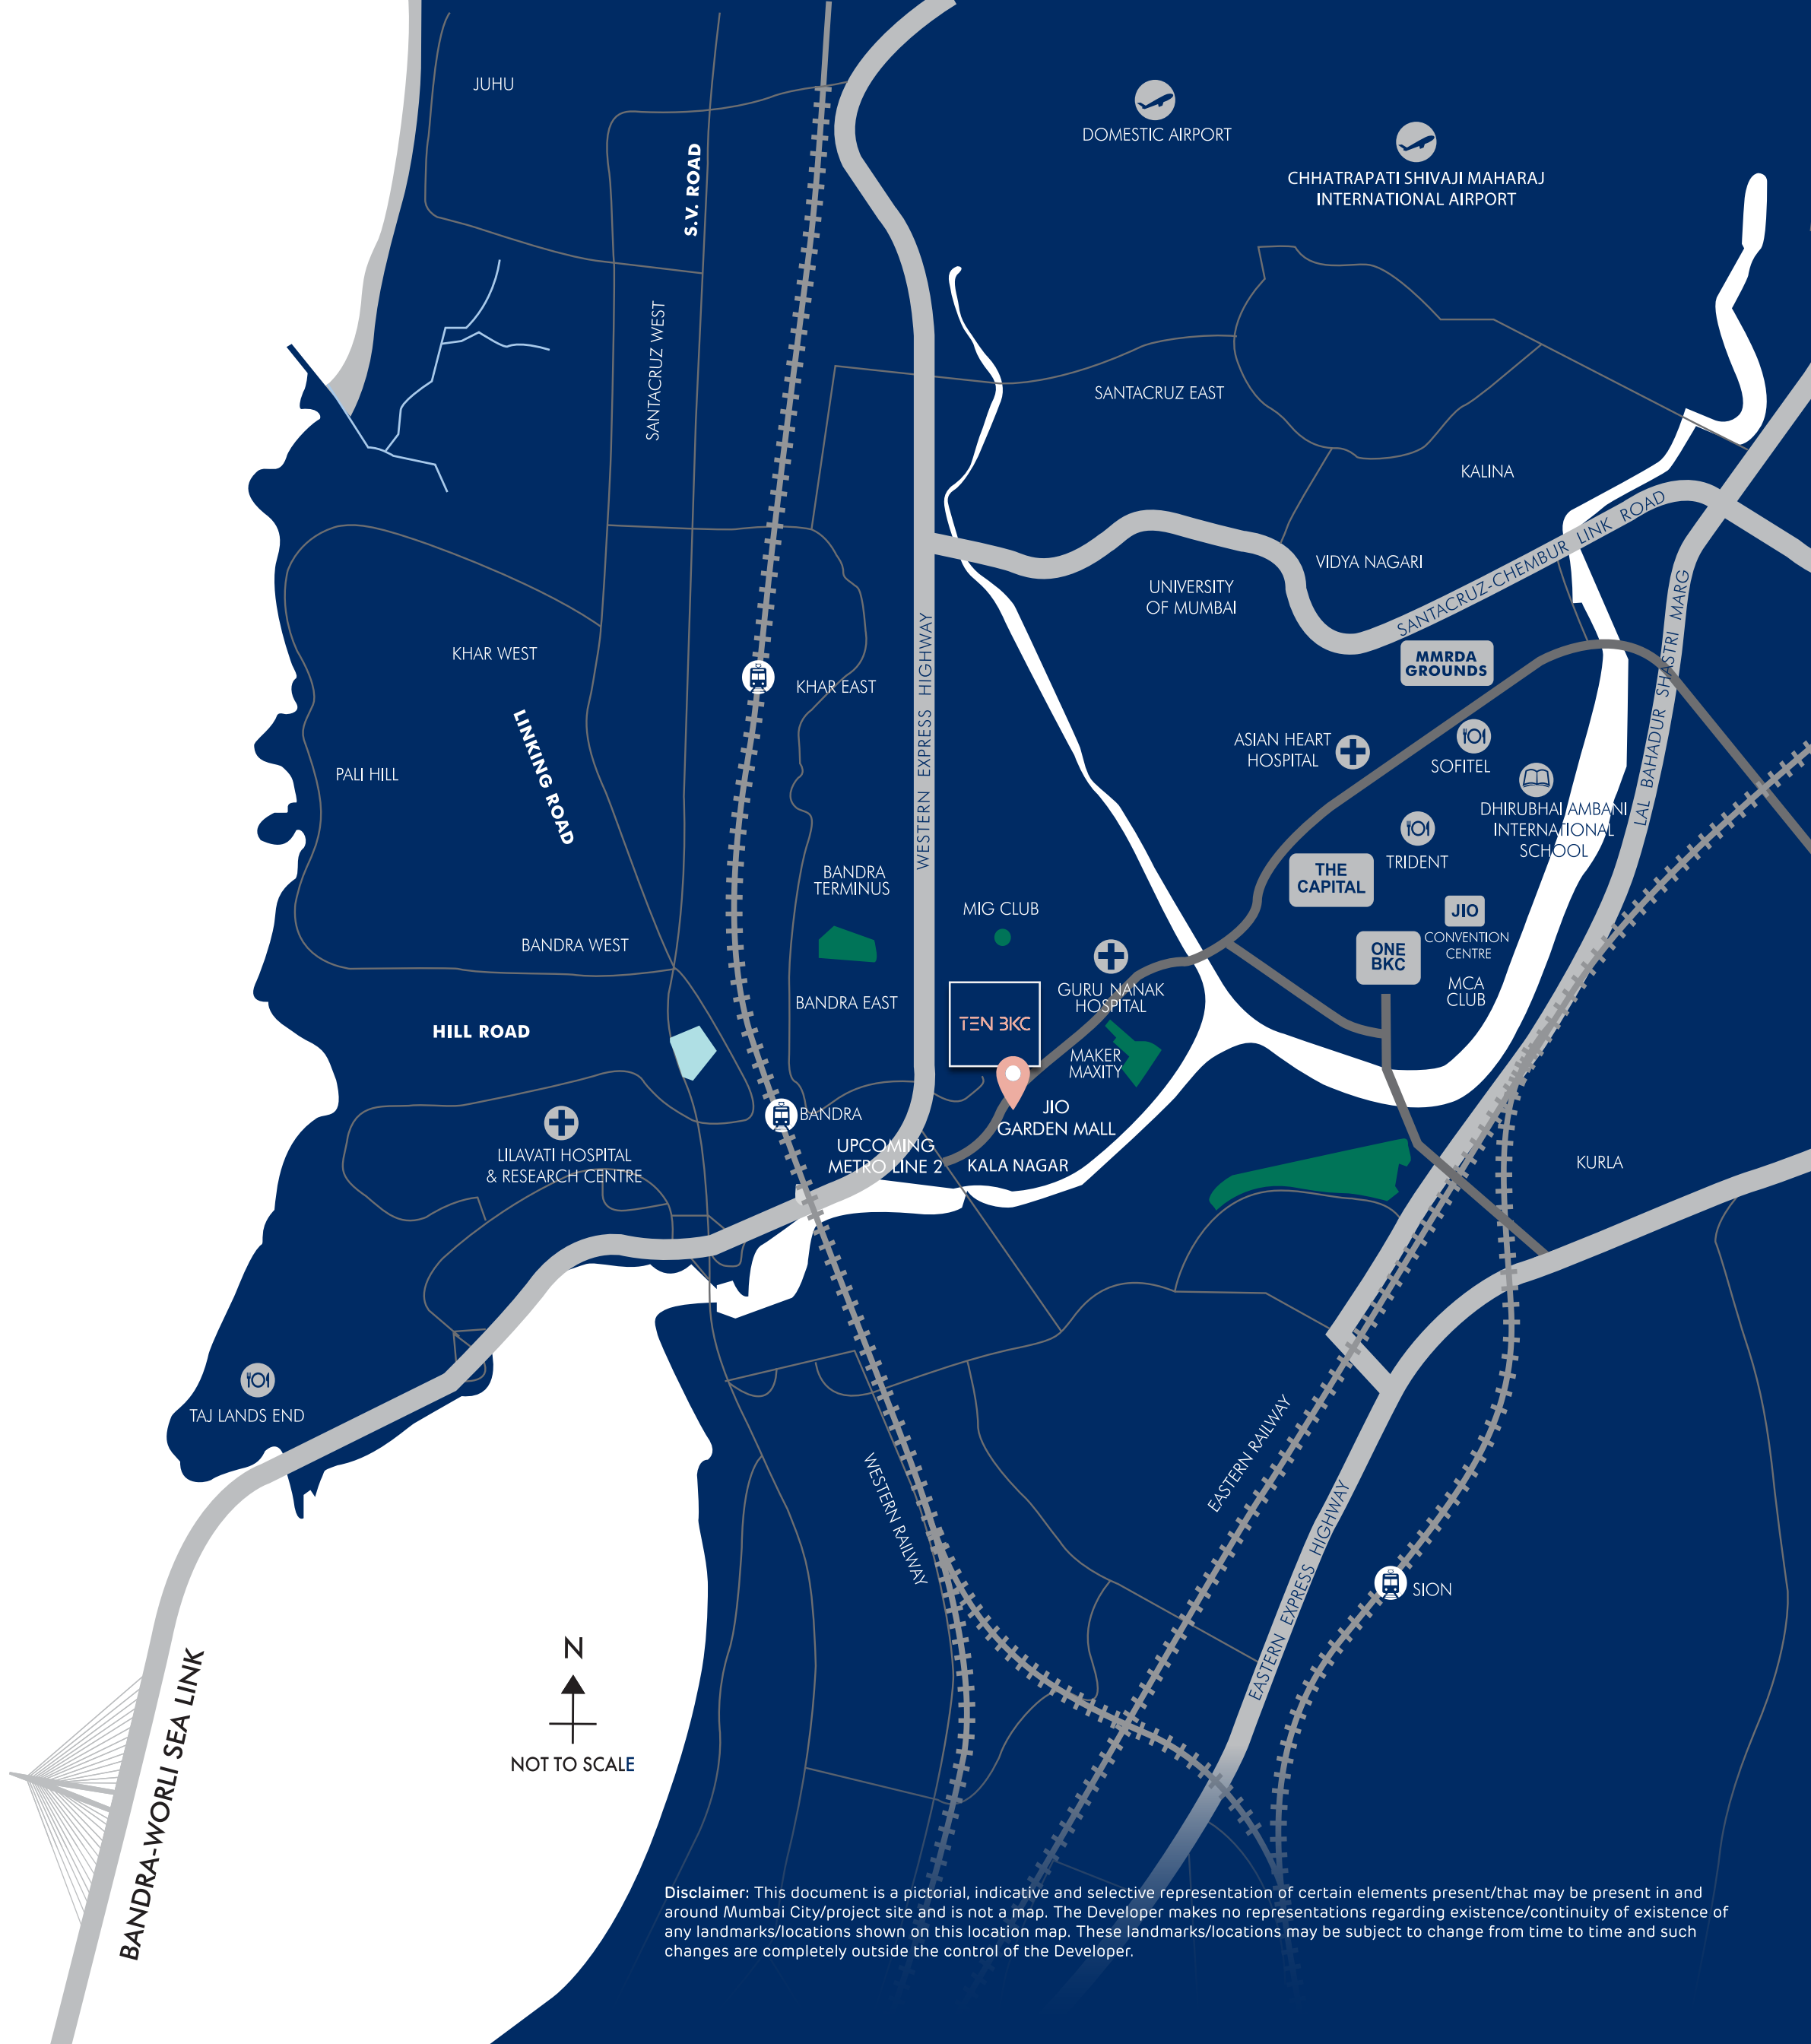 JUHU
DOMESTIC AIRPORT
CHHATRAPATI SHIVAJI MAHARAJ
INTERNATIONAL AIRPORT
S.V. ROAD
SANTACRUZ WEST
SANTACRUZ EAST
KALINA
SANTACRUZ-CHEMBUR LINK ROAD
VIDYA NAGARI
UNIVERSITY
OF MUMBAI
LAL BAHADUR SHASTRI MARG
WESTERN EXPRESS HIGHWAY
MMRDA
GROUNDS
KHAR WEST
KHAR EAST
LINKING ROAD
ASIAN HEART
HOSPITAL
SOFITEL
PALI HILL
DHIRUBHAI AMBANI
INTERNATIONAL
SCHOOL
TRIDENT
THE
CAPITAL
BANDRA
TERMINUS
MIG CLUB
JIO
CONVENTION
CENTRE
BANDRA WEST
ONE
BKC
MCA
CLUB
GURU NANAK
HOSPITAL
BANDRA EAST
TEN BKC
HILL ROAD
MAKER
MAXITY
JIO
GARDEN MALL
BANDRA
UPCOMING
METRO LINE 2
KALA NAGAR
LILAVATI HOSPITAL
& RESEARCH CENTRE
KURLA
TAJ LANDS END
WESTERN RAILWAY
EASTERN RAILWAY
EASTERN EXPRESS HIGHWAY
SION
BANDRA-WORLI SEA LINK
N
NOT TO SCALE
Disclaimer: This document is a pictorial, indicative and selective representation of certain elements present/that may be present in and
around Mumbai City/project site and is not a map. The Developer makes no representations regarding existence/continuity of existence of
any landmarks/locations shown on this location map. These landmarks/locations may be subject to change from time to time and such
changes are completely outside the control of the Developer.